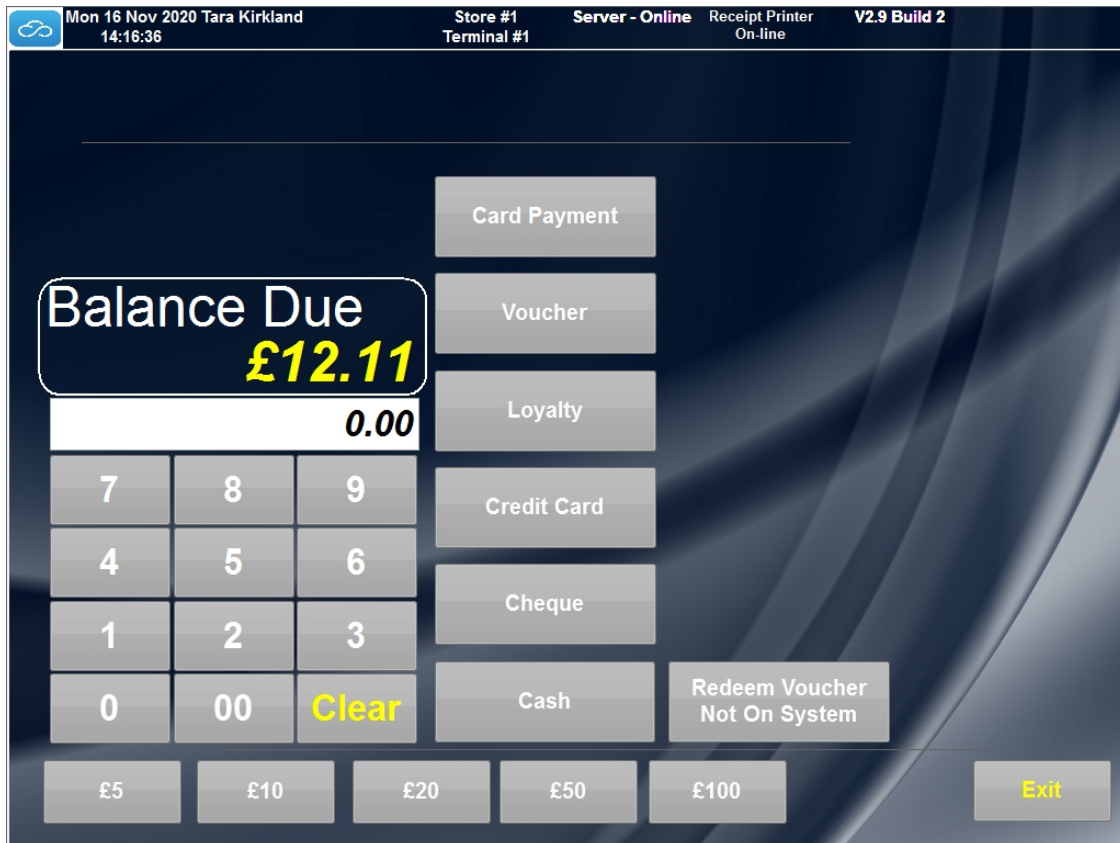 Mon 16 Nov 2020 Tara Kirkland
14:16:36
Store #1
Terminal #1
Server - Online
Receipt Printer
On-line
V2.9 Build 2
Card Payment
Balance Due
£12.11
Voucher
0.00
Loyalty
7 8 9
Credit Card
4 5 6
Cheque
1 2 3
0 00 Clear
Cash
Redeem Voucher
Not On System
£5 £10 £20 £50 £100 Exit